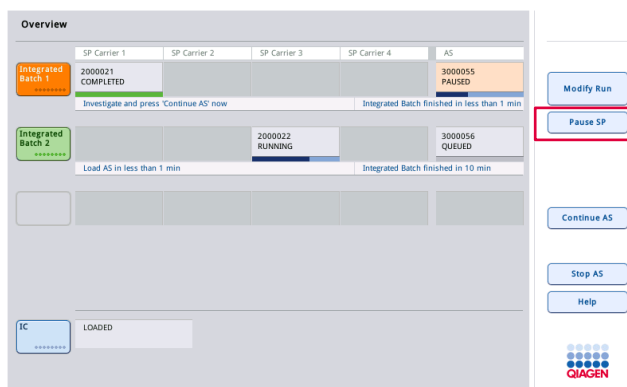 Overview
SP Carrier 1 SP Carrier 2 SP Carrier 3 SP Carrier 4 AS
Integrated
Batch 1
2000021
COMPLETED
3000055
PAUSED
Investigate and press 'Continue AS' now
Integrated Batch finished in less than 1 min
Integrated
Batch 2
2000022
RUNNING
3000056
QUEUED
Load AS in less than 1 min
Integrated Batch finished in 10 min
IC
LOADED
Modify Run
Pause SP
Continue AS
Stop AS
Help
QIAGEN